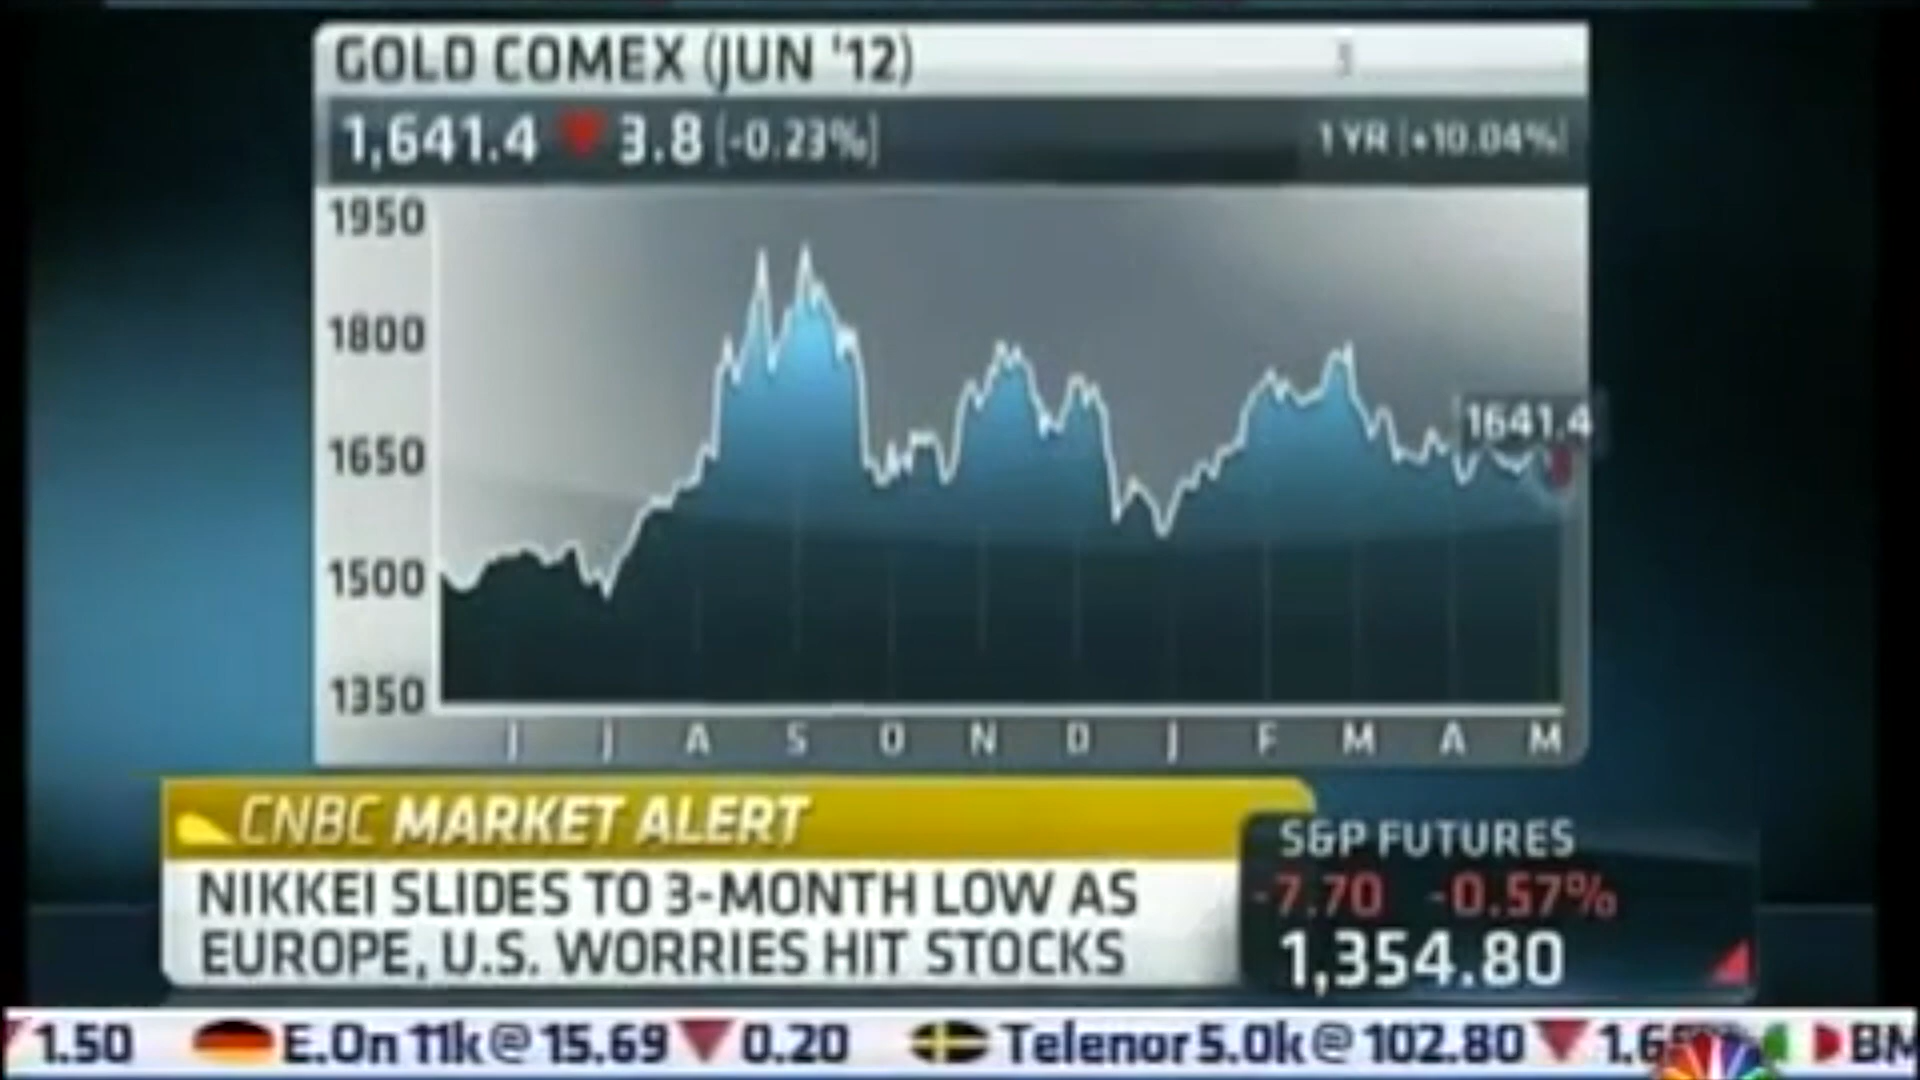 GOLD COMEX (JUN '12)
1,641.4 3.8 [-0.23%] 1 YR [+10.04%]
1950
1800
1650
1500
1350
1641.4
J J A S O N D J F M A M
CNBC MARKET ALERT
NIKKEI SLIDES TO 3-MONTH LOW AS
EUROPE, U.S. WORRIES HIT STOCKS
S&P FUTURES
-7.70 -0.57%
1,354.80
1.50 E.On 11k@15.69 0.20 Telenor 5.0k@102.80